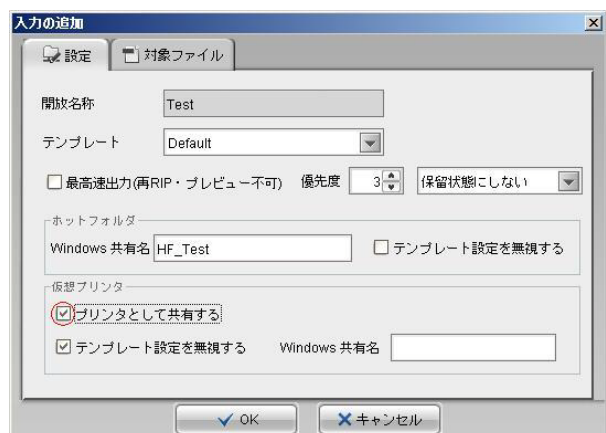 入力の追加
設定 対象ファイル
開放名称 Test
テンプレート Default
最高速出力(再RIP・プレビュー不可) 優先度 3 保留状態にしない
ホットフォルダ
Windows 共有名 HF_Test テンプレート設定を無視する
仮想プリンタ
プリンタとして共有する
テンプレート設定を無視する Windows 共有名
OK キャンセル